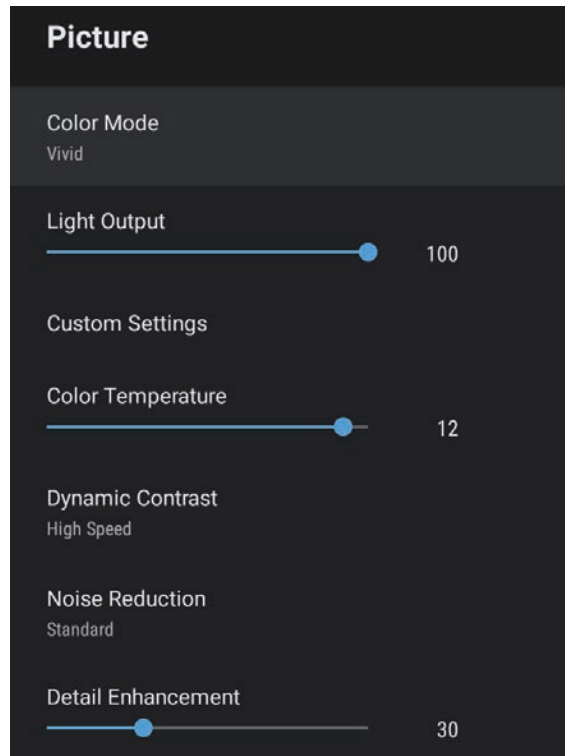 Picture
Color Mode
Vivid
Light Output
100
Custom Settings
Color Temperature
12
Dynamic Contrast
High Speed
Noise Reduction
Standard
Detail Enhancement
30